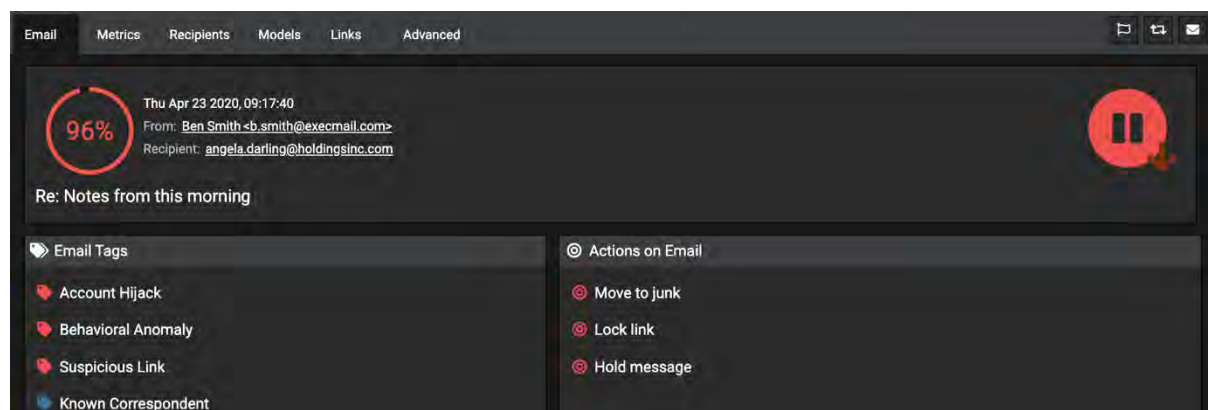 Email Metrics Recipients Models Links Advanced
96%
Thu Apr 23 2020, 09:17:40
From: Ben Smith<b.smith@execmail.com>
Recipient: angela.darling@holdingsinc.com
Re: Notes from this morning
Email Tags
Account Hijack
Behavioral Anomaly
Suspicious Link
Known Correspondent
Actions on Email
Move to junk
Lock link
Hold message